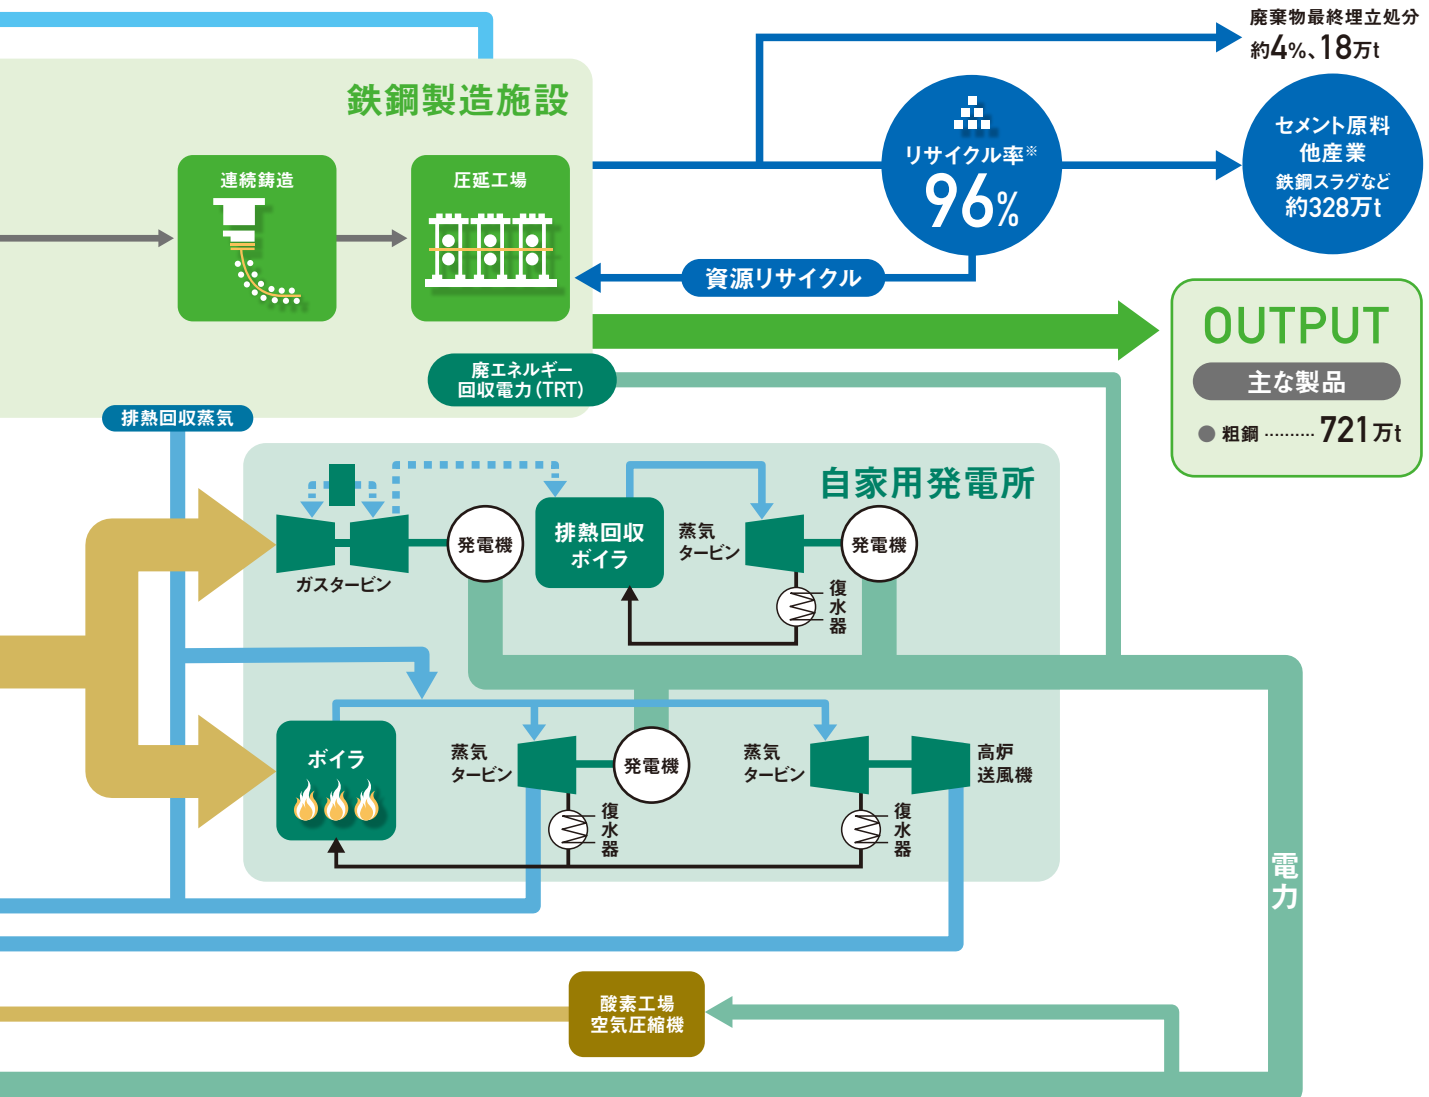 廃棄物最終埋立処分
約4%、18万t
鉄鋼製造施設
連続鋳造
圧延工場
リサイクル率※
96%
セメント原料
他産業
鉄鋼スラグなど
約328万t
資源リサイクル
OUTPUT
主な製品
粗鋼 .......... 721万t
廃エネルギー
回収電力(TRT)
排熱回収蒸気
自家用発電所
ガスタービン
発電機
排熱回収
ボイラ
蒸気
タービン
発電機
復水器
ボイラ
蒸気
タービン
発電機
復水器
蒸気
タービン
高炉
送風機
復水器
電力
酸素工場
空気圧縮機